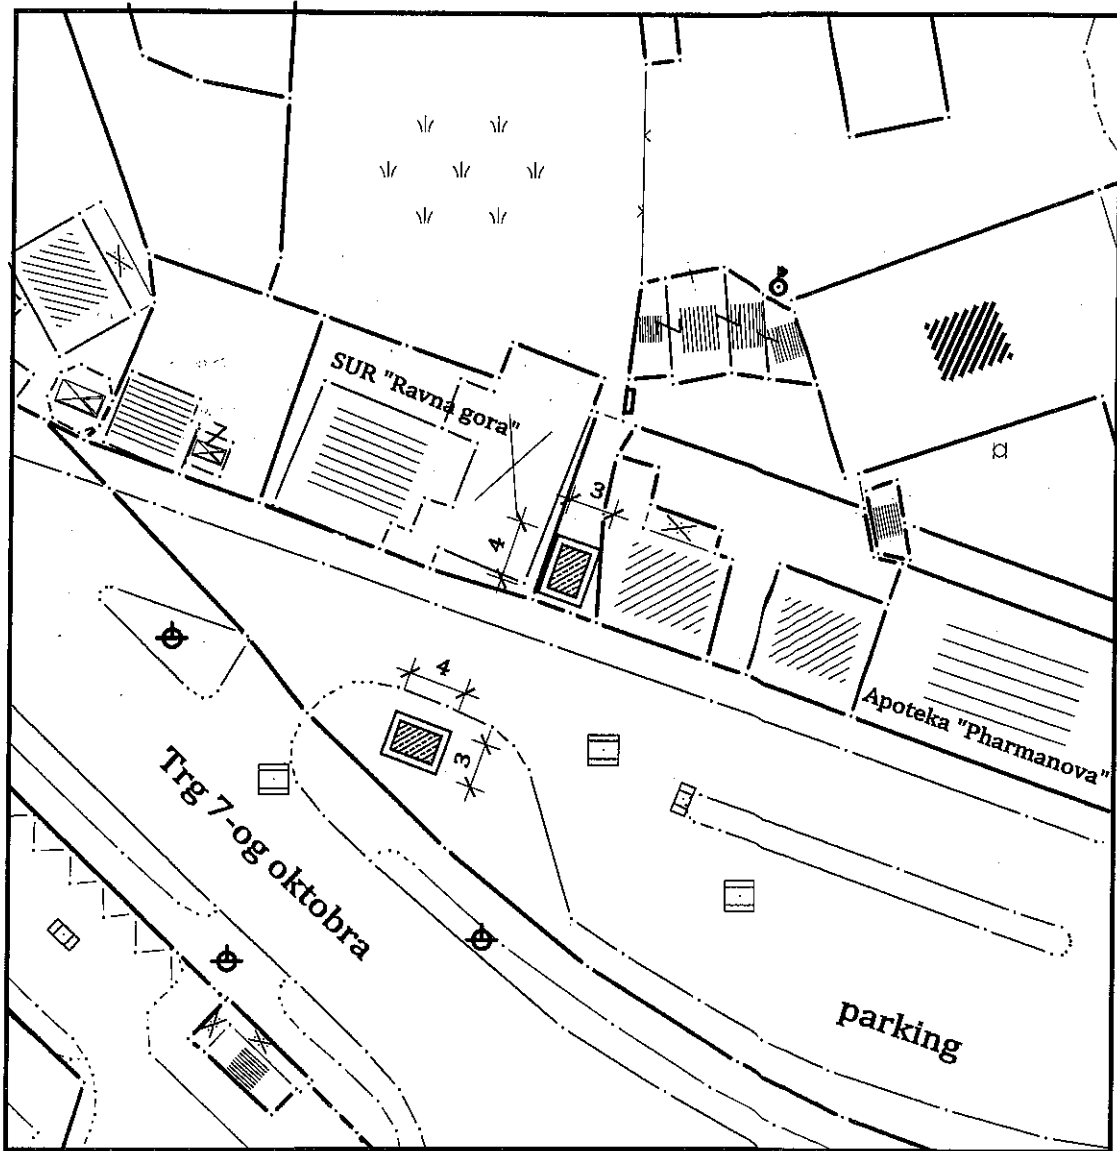 SUR "Ravna gora"
3
4
4
3
Apoteka "Pharmanova"
Trg 7-og oktobra
parking